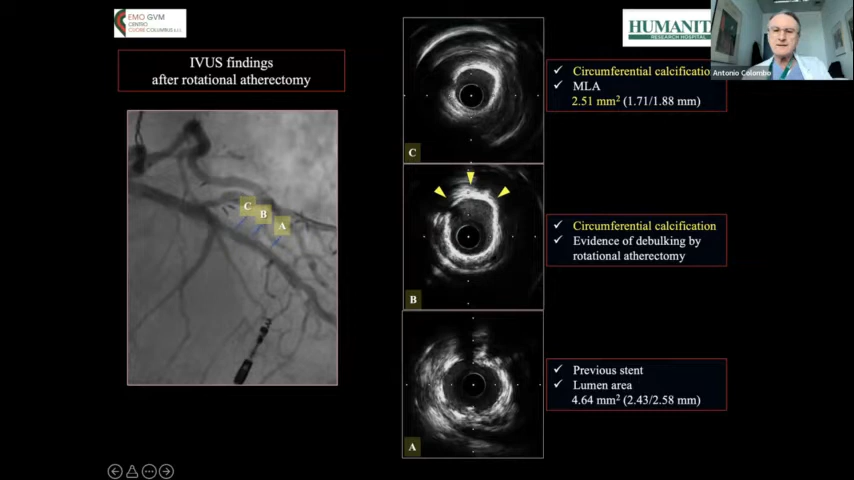 EMO GVM
CENTRO
CUORE COLUMBUS S.R.L.
HUMANIT
RESEARCH HOSPITAL
Antonio Colombo
IVUS findings
after rotational atherectomy
C
B
A
C
✓ Circumferential calcificatio
✓ MLA
2.51 mm² (1.71/1.88 mm)
B
✓ Circumferential calcification
✓ Evidence of debulking by
rotational atherectomy
A
✓ Previous stent
✓ Lumen area
4.64 mm² (2.43/2.58 mm)